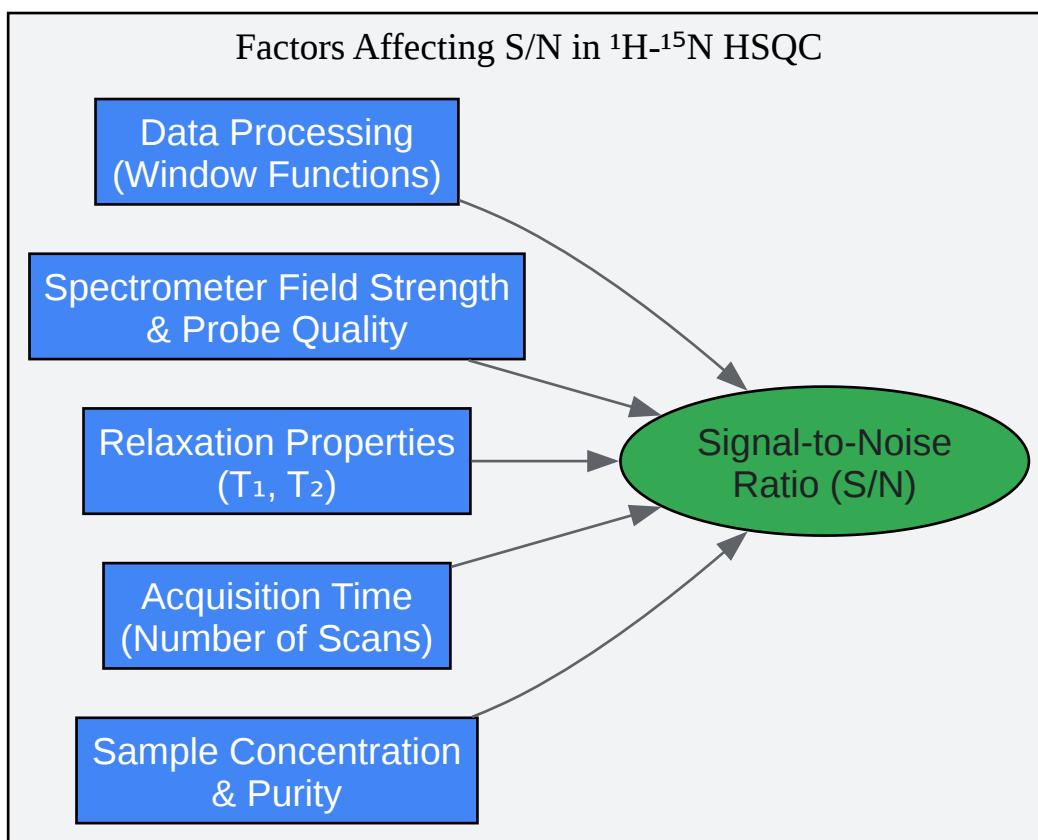 Factors Affecting S/N in ¹H-¹⁵N HSQC
Data Processing
(Window Functions)
Spectrometer Field Strength
& Probe Quality
Relaxation Properties
(T₁, T₂)
Acquisition Time
(Number of Scans)
Sample Concentration
& Purity
Signal-to-Noise
Ratio (S/N)